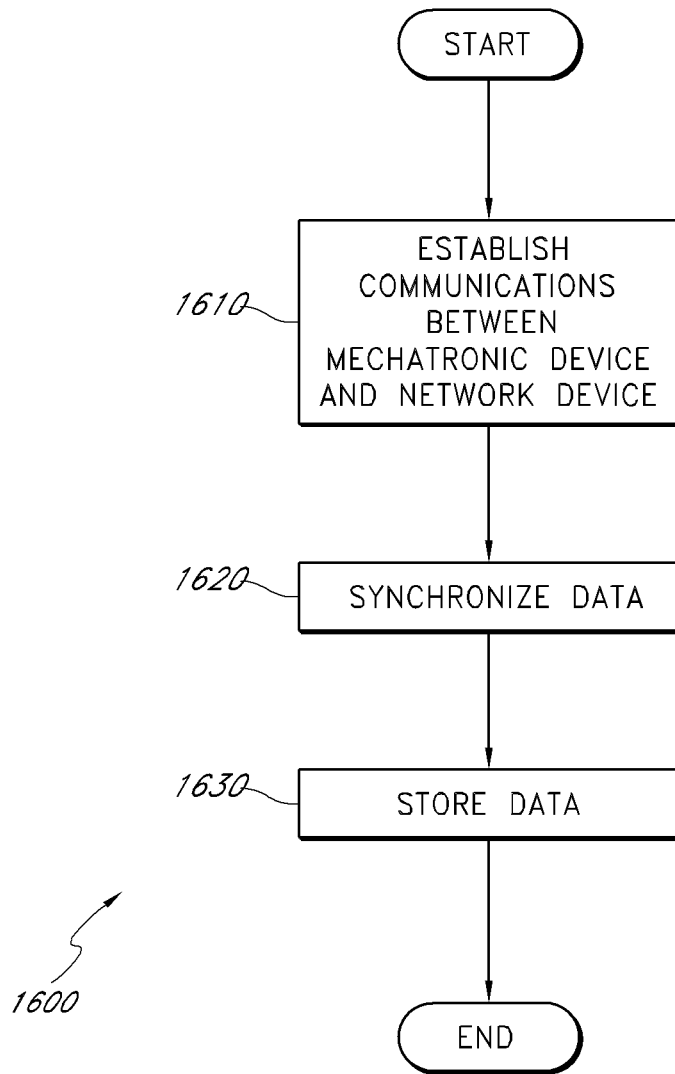 START
1610
ESTABLISH
COMMUNICATIONS
BETWEEN
MECHATRONIC DEVICE
AND NETWORK DEVICE
1620
SYNCHRONIZE DATA
1630
STORE DATA
1600
END